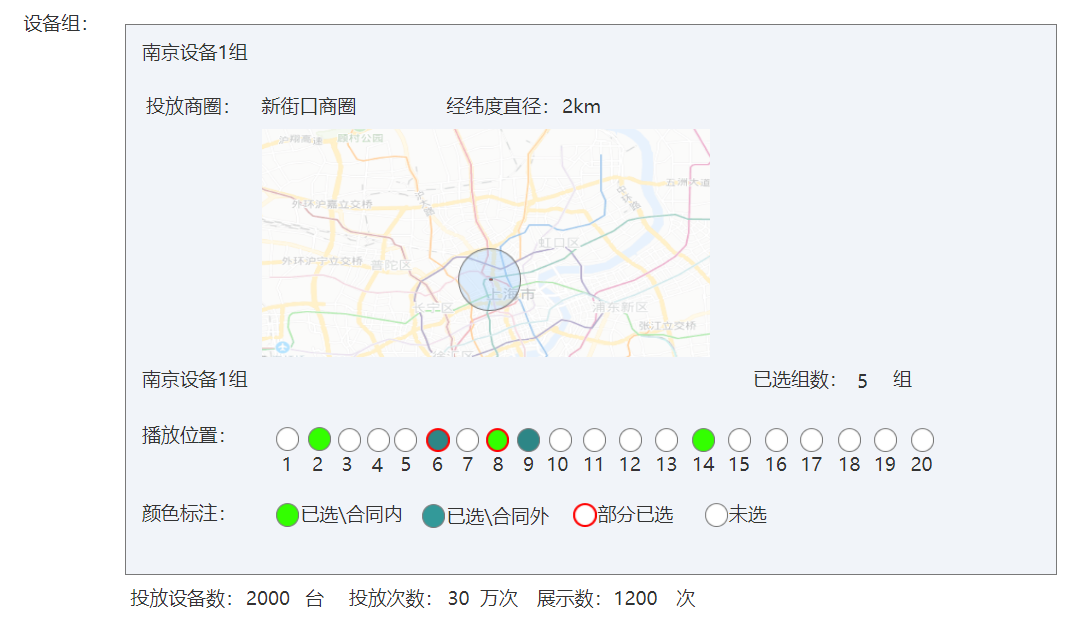 设备组：
南京设备1组
投放商圈： 新街口商圈 经纬度直径：2km
沪翔高速 顾村公园
五洲大道
外环沪嘉立交桥
虹口区
外环沪宁立交桥 普陀区
上海市
长宁区 浦东新区
张江立交桥
徐汇区
南京设备1组 已选组数： 5 组
播放位置：
1 2 3 4 5 6 7 8 9 10 11 12 13 14 15 16 17 18 19 20
颜色标注： 已选\合同内 已选\合同外 部分已选 未选
投放设备数：2000 台 投放次数：30 万次 展示数：1200 次